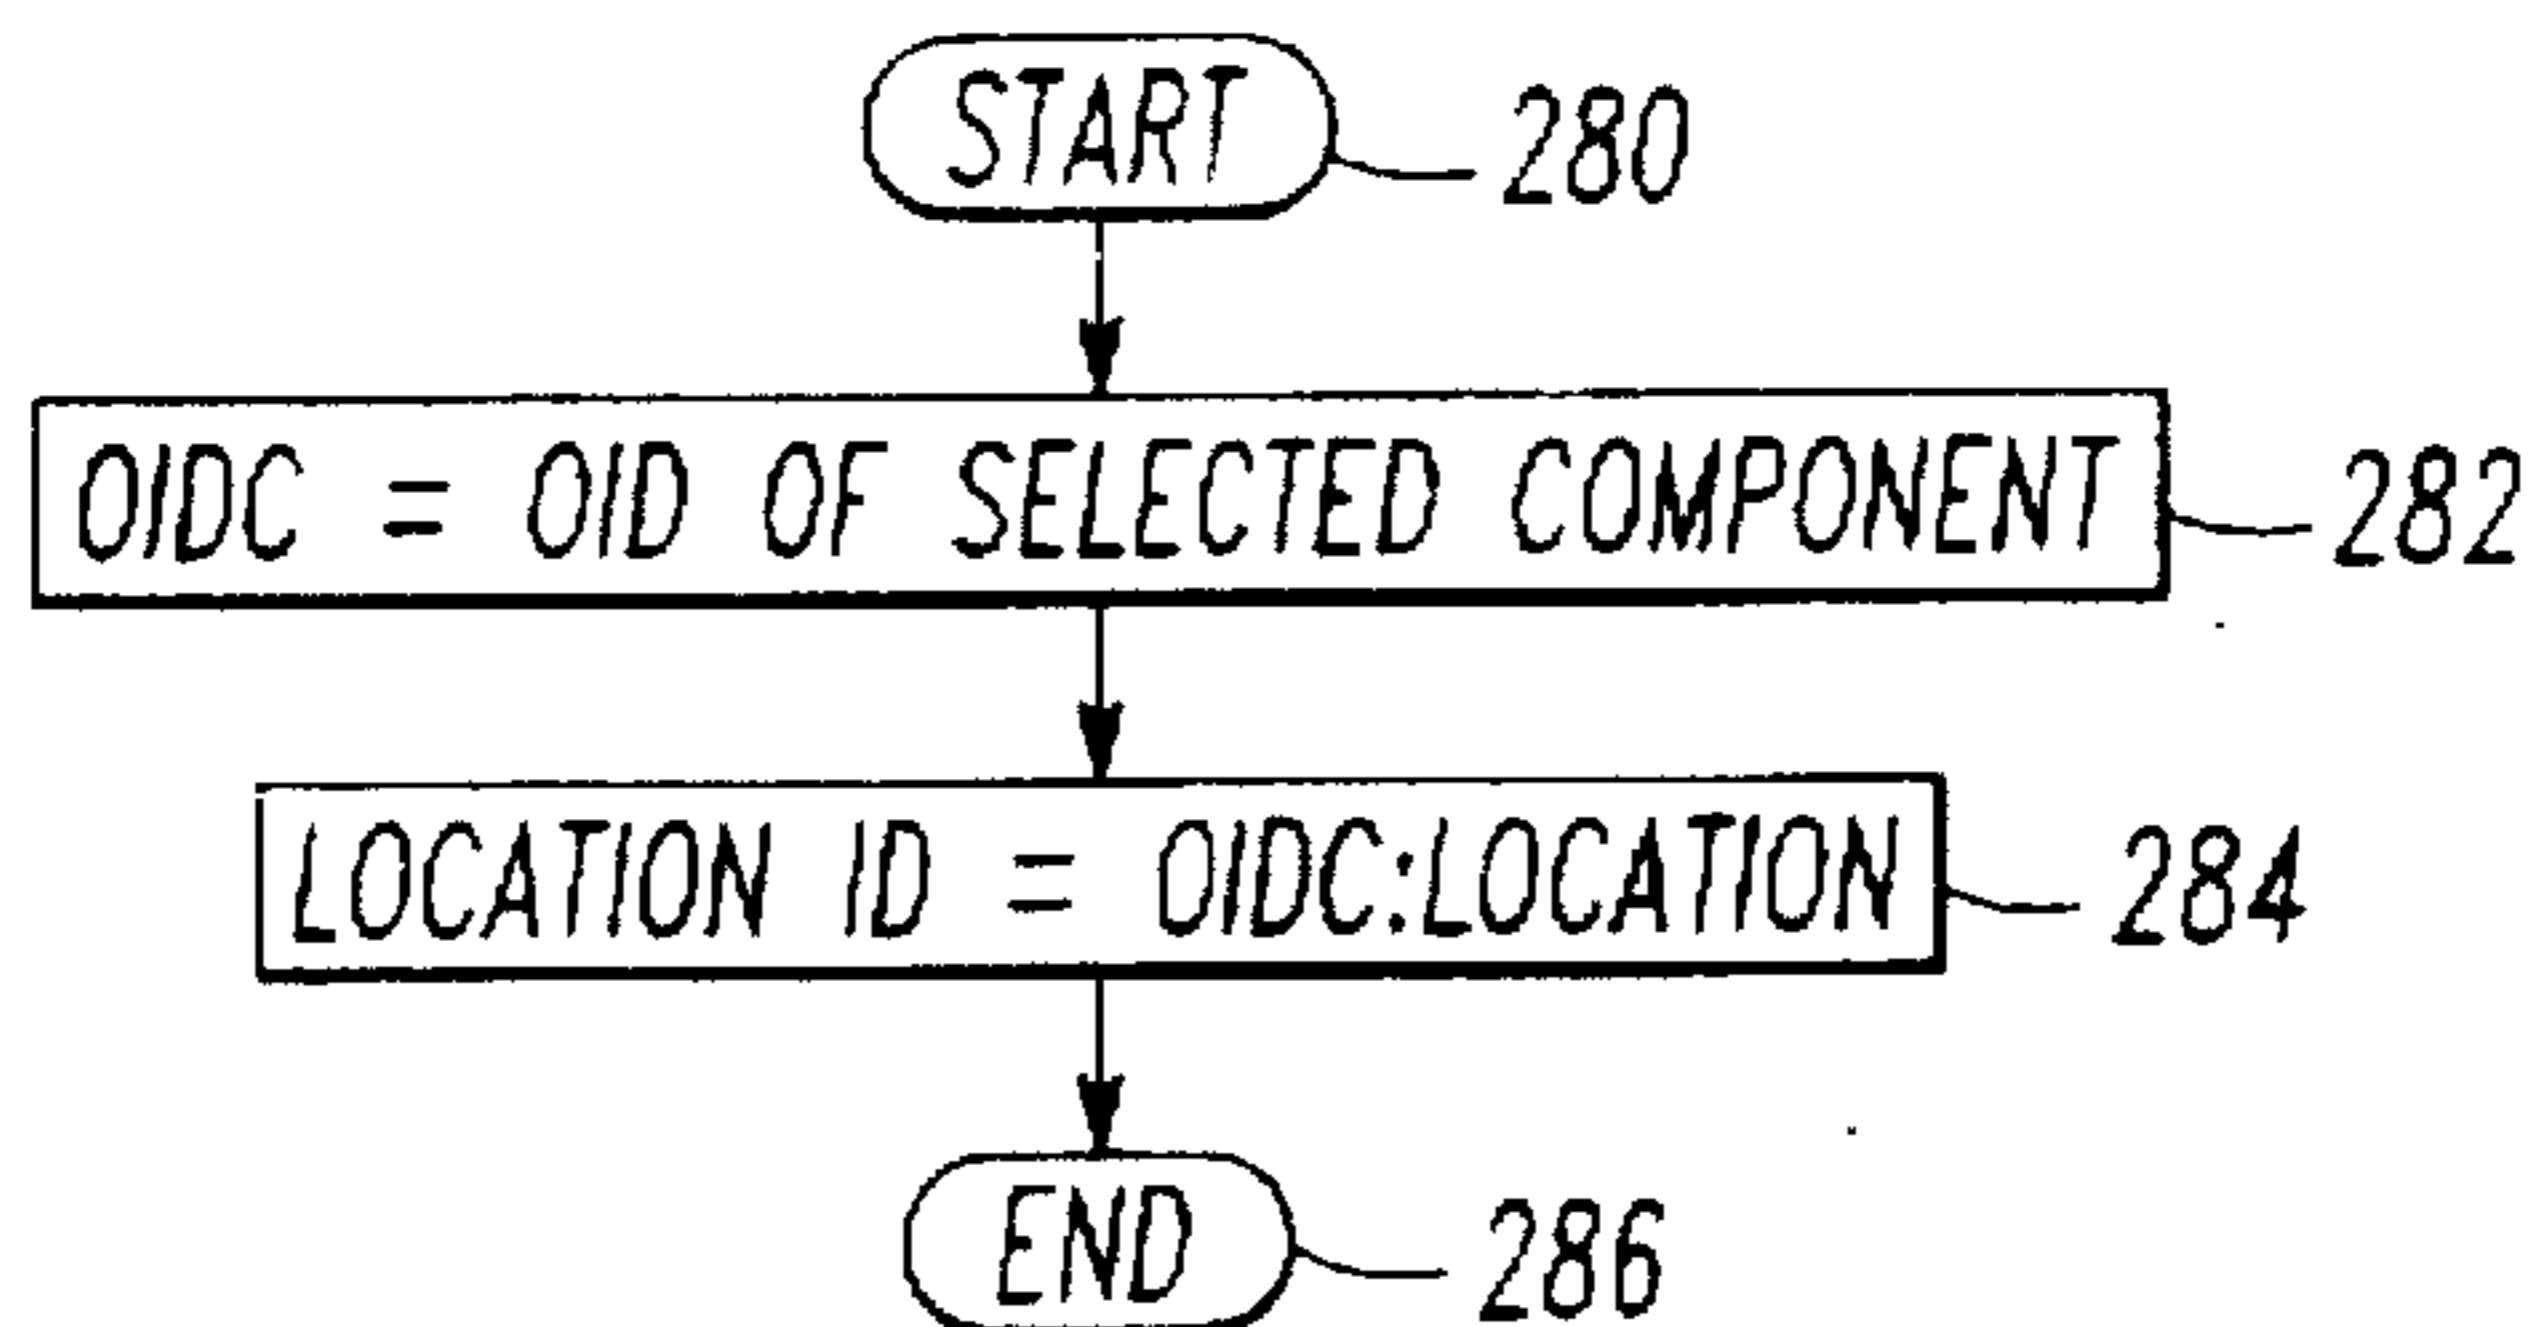 START 280
OIDC = OID OF SELECTED COMPONENT 282
LOCATION ID = OIDC:LOCATION 284
END 286